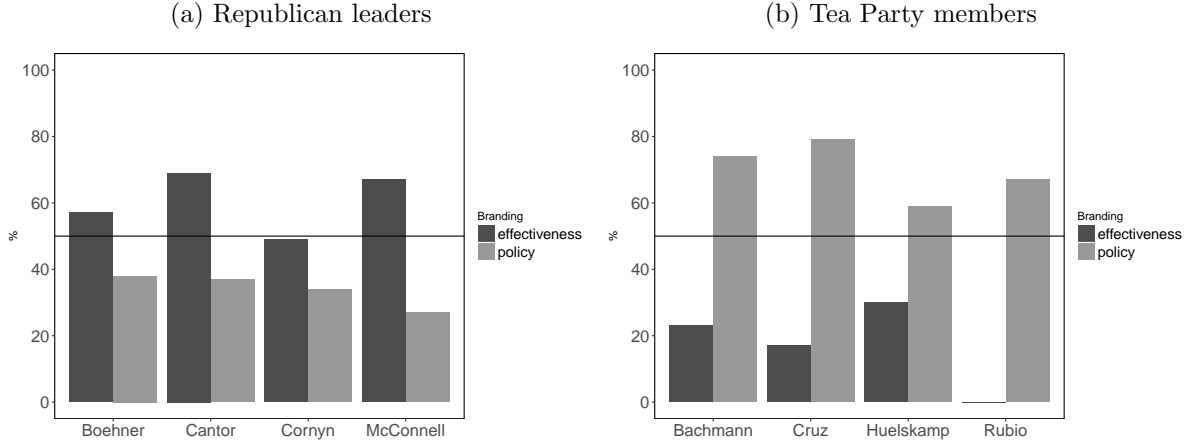 (a) Republican leaders
100
80
60
40
20
0
%
Boehner Cantor Cornyn McConnell
Branding
effectiveness
policy
(b) Tea Party members
100
80
60
40
20
0
%
Bachmann Cruz Huelskamp Rubio
Branding
effectiveness
policy